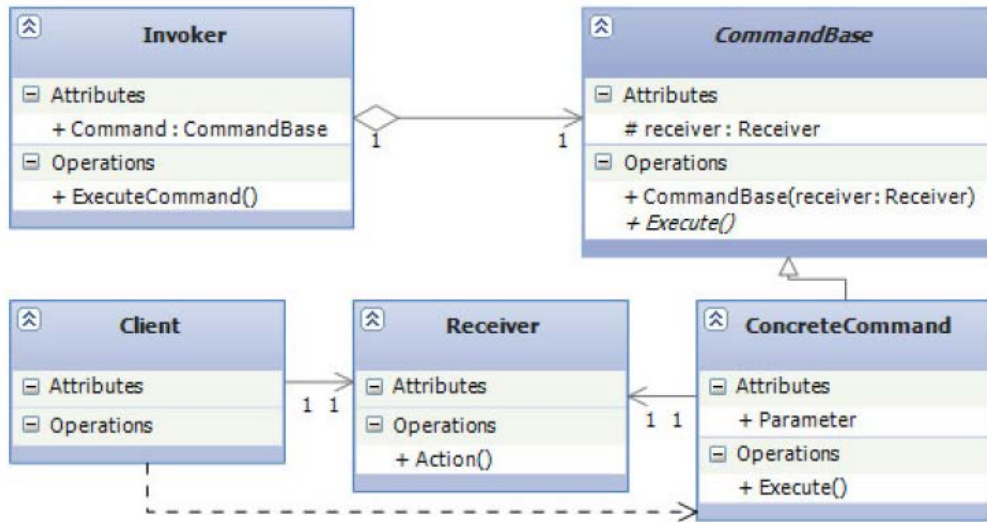 Invoker
Attributes
+ Command : CommandBase
Operations
+ ExecuteCommand()
1
1
CommandBase
Attributes
# receiver : Receiver
Operations
+ CommandBase(receiver : Receiver)
+ Execute()
Client
Attributes
Operations
1 1
Receiver
Attributes
Operations
+ Action()
1 1
ConcreteCommand
Attributes
+ Parameter
Operations
+ Execute()